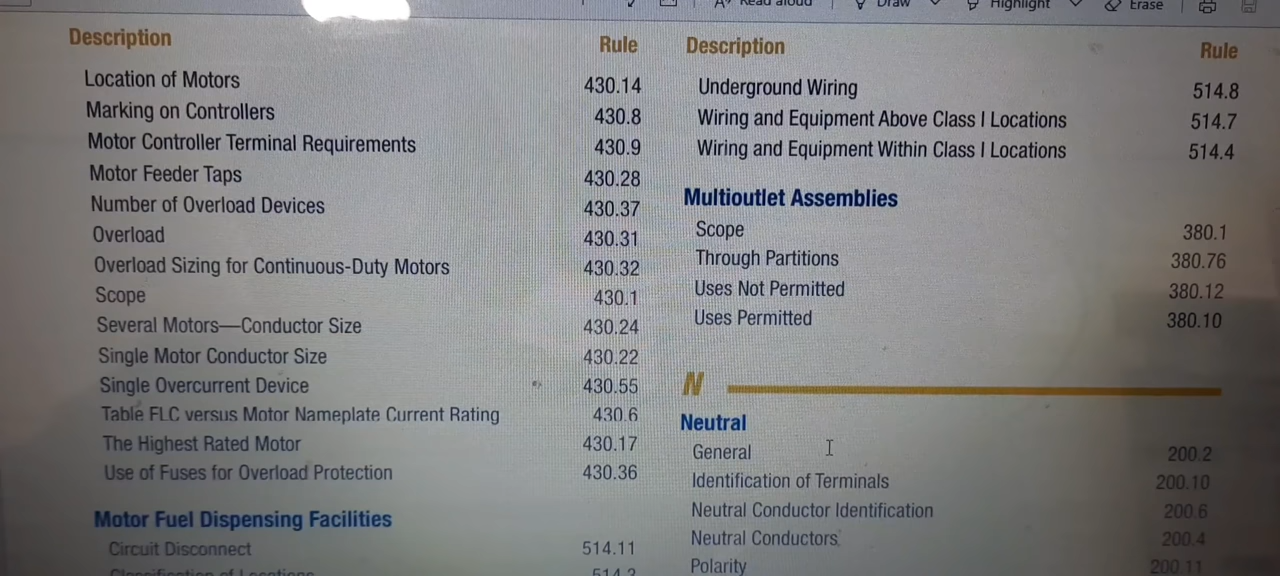 Read aloud
Draw
Highlight
Erase
Description Rule
Location of Motors 430.14
Marking on Controllers 430.8
Motor Controller Terminal Requirements 430.9
Motor Feeder Taps 430.28
Number of Overload Devices 430.37
Overload 430.31
Overload Sizing for Continuous-Duty Motors 430.32
Scope 430.1
Several Motors—Conductor Size 430.24
Single Motor Conductor Size 430.22
Single Overcurrent Device 430.55
Table FLC versus Motor Nameplate Current Rating 430.6
The Highest Rated Motor 430.17
Use of Fuses for Overload Protection 430.36
Motor Fuel Dispensing Facilities
Circuit Disconnect 514.11
Classification of Locations 514.3
Description Rule
Underground Wiring 514.8
Wiring and Equipment Above Class I Locations 514.7
Wiring and Equipment Within Class I Locations 514.4
Multioutlet Assemblies
Scope 380.1
Through Partitions 380.76
Uses Not Permitted 380.12
Uses Permitted 380.10
N
Neutral
General 200.2
Identification of Terminals 200.10
Neutral Conductor Identification 200.6
Neutral Conductors 200.4
Polarity 200.11